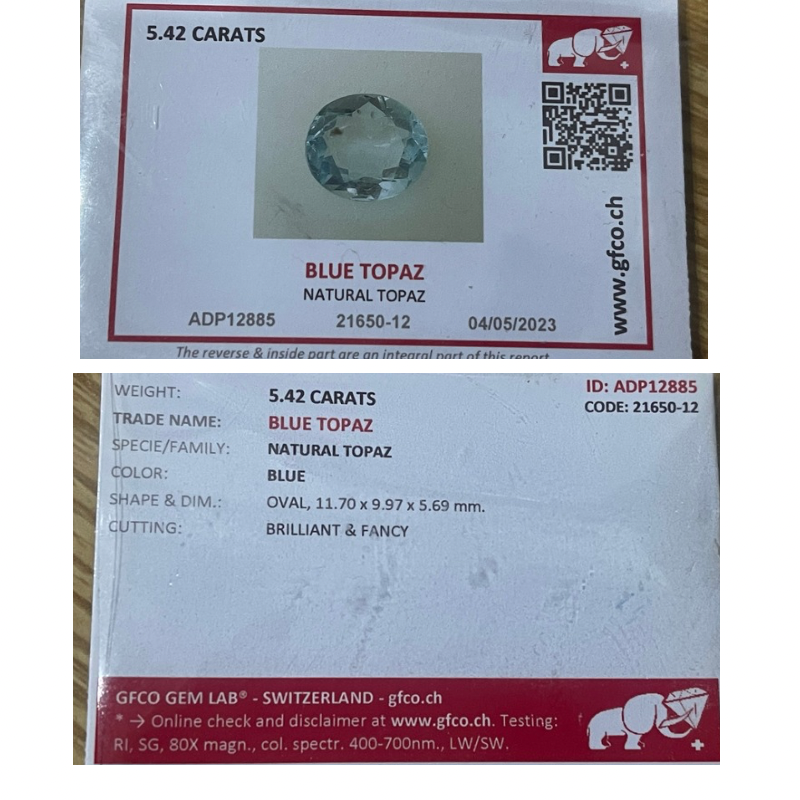 5.42 CARATS
www.gfco.ch
BLUE TOPAZ
NATURAL TOPAZ
ADP12885 21650-12 04/05/2023
The reverse & inside part are an integral part of this report
WEIGHT: 5.42 CARATS
ID: ADP12885
TRADE NAME: BLUE TOPAZ
CODE: 21650-12
SPECIE/FAMILY: NATURAL TOPAZ
COLOR: BLUE
SHAPE & DIM.: OVAL, 11.70 x 9.97 x 5.69 mm.
CUTTING: BRILLIANT & FANCY
GFCO GEM LAB® - SWITZERLAND - gfco.ch
* → Online check and disclaimer at www.gfco.ch. Testing:
RI, SG, 80X magn., col. spectr. 400-700nm., LW/SW.